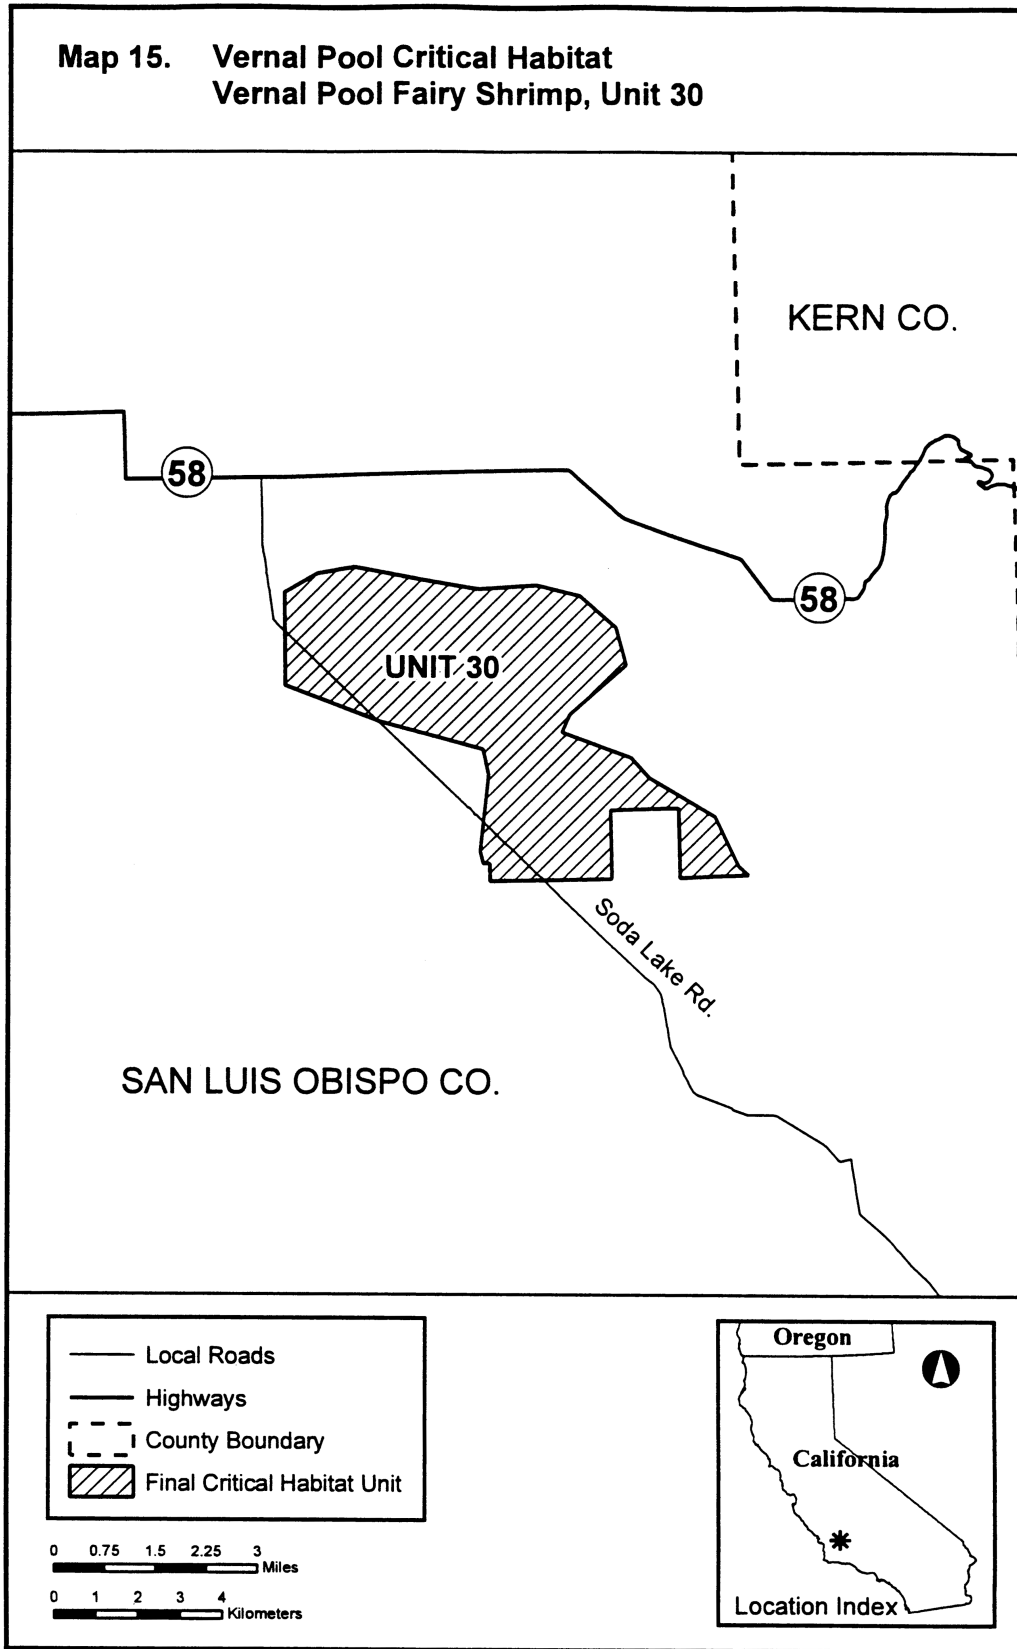 Map 15. Vernal Pool Critical Habitat
Vernal Pool Fairy Shrimp, Unit 30
KERN CO.
58
58
UNIT 30
Soda Lake Rd.
SAN LUIS OBISPO CO.
Local Roads
Highways
County Boundary
Final Critical Habitat Unit
0 0.75 1.5 2.25 3
Miles
0 1 2 3 4
Kilometers
Oregon
California
Location Index